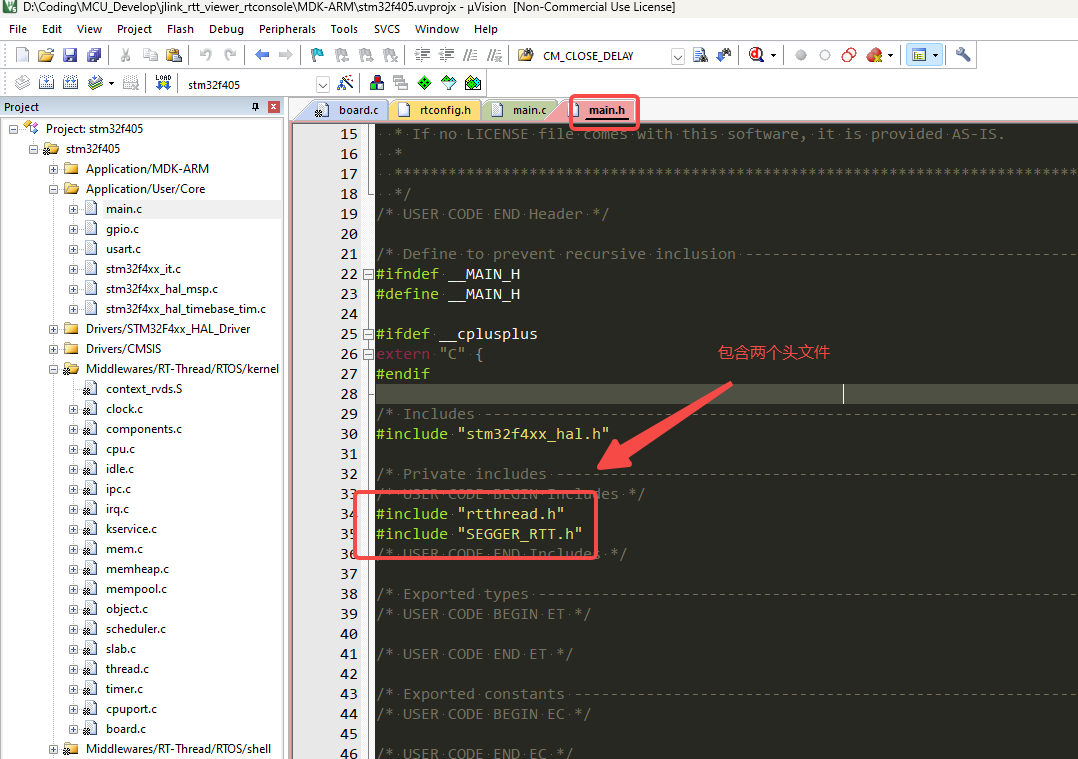 D:\Coding\MCU_Develop\jlink_rtt_viewer_rtconsole\MDK-ARM\stm32f405.uvprojx - µVision [Non-Commercial Use License]
File Edit View Project Flash Debug Peripherals Tools SVCS Window Help
CM_CLOSE_DELAY
LOAD stm32f405
Project
board.c rtconfig.h main.c main.h
Project: stm32f405
stm32f405
Application/MDK-ARM
Application/User/Core
main.c
gpio.c
usart.c
stm32f4xx_it.c
stm32f4xx_hal_msp.c
stm32f4xx_hal_timebase_tim.c
Drivers/STM32F4xx_HAL_Driver
Drivers/CMSIS
Middlewares/RT-Thread/RTOS/kernel
context_rvds.S
clock.c
components.c
cpu.c
idle.c
ipc.c
irq.c
kservice.c
mem.c
memheap.c
mempool.c
object.c
scheduler.c
slab.c
thread.c
timer.c
cpuport.c
board.c
Middlewares/RT-Thread/RTOS/shell
15 * If no LICENSE file comes with this software, it is provided AS-IS.
16 *
17 ******************************************************************************
18 */
19 /* USER CODE END Header */
20
21 /* Define to prevent recursive inclusion -------------------------------------
22 #ifndef __MAIN_H
23 #define __MAIN_H
24
25 #ifdef __cplusplus
26 extern "C" {
27 #endif
28
29 /* Includes ------------------------------------------------------------------
30 #include "stm32f4xx_hal.h"
31
32 /* Private includes ----------------------------------------------------------
33 /* USER CODE BEGIN Includes */
34 #include "rtthread.h"
35 #include "SEGGER_RTT.h"
36 /* USER CODE END Includes */
37
38 /* Exported types ------------------------------------------------------------
39 /* USER CODE BEGIN ET */
40
41 /* USER CODE END ET */
42
43 /* Exported constants --------------------------------------------------------
44 /* USER CODE BEGIN EC */
45
46 /* USER CODE END EC */
包含两个头文件